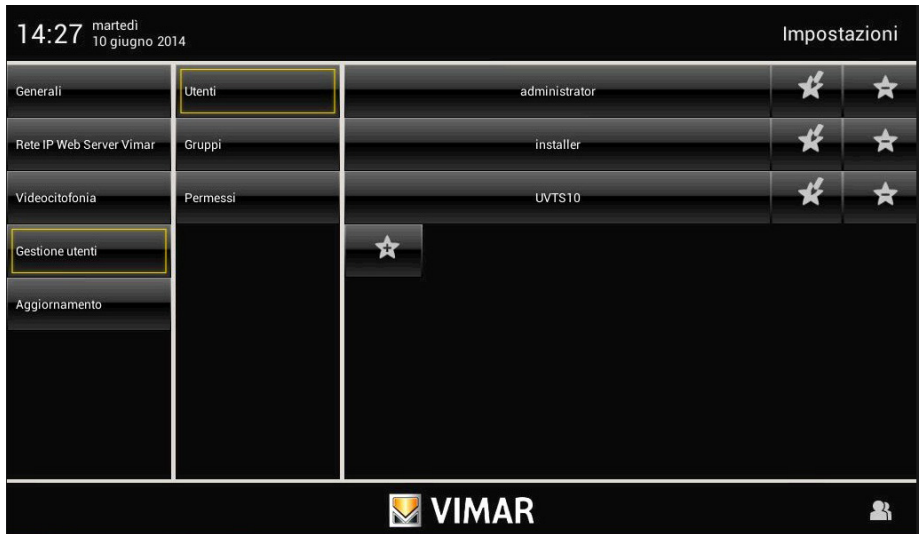 14:27
martedì
10 giugno 2014
Impostazioni
Generali
Rete IP Web Server Vimar
Videocitofonia
Gestione utenti
Aggiornamento
Utenti
Gruppi
Permessi
administrator
installer
UVTS10
VIMAR